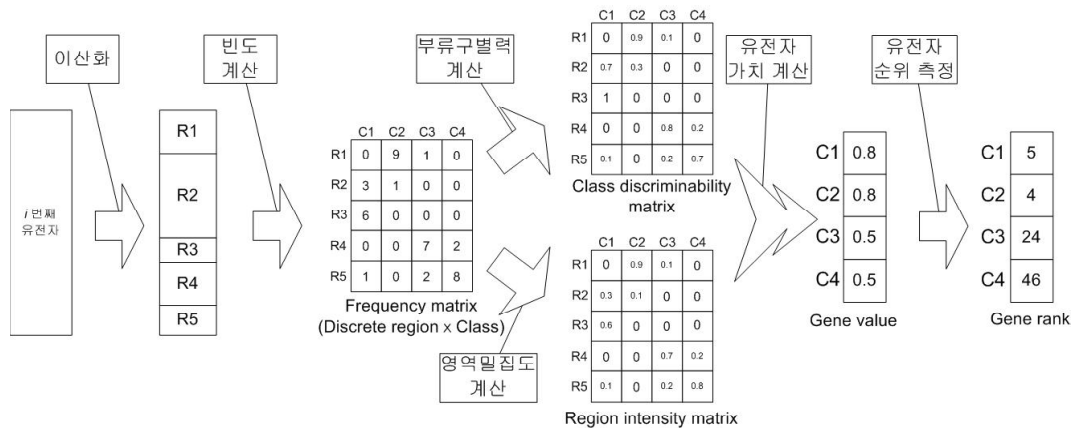 이산화
빈도
계산
부류구별력
계산
유전자
가치 계산
유전자
순위 측정
i 번째
유전자
R1
R2
R3
R4
R5
C1 C2 C3 C4
R1 0 9 1 0
R2 3 1 0 0
R3 6 0 0 0
R4 0 0 7 2
R5 1 0 2 8
Frequency matrix
(Discrete region x Class)
C1 C2 C3 C4
R1 0 0.9 0.1 0
R2 0.7 0.3 0 0
R3 1 0 0 0
R4 0 0 0.8 0.2
R5 0.1 0 0.2 0.7
Class discriminability
matrix
영역밀집도
계산
C1 C2 C3 C4
R1 0 0.9 0.1 0
R2 0.3 0.1 0 0
R3 0.6 0 0 0
R4 0 0 0.7 0.2
R5 0.1 0 0.2 0.8
Region intensity matrix
C1 0.8
C2 0.8
C3 0.5
C4 0.5
Gene value
C1 5
C2 4
C3 24
C4 46
Gene rank